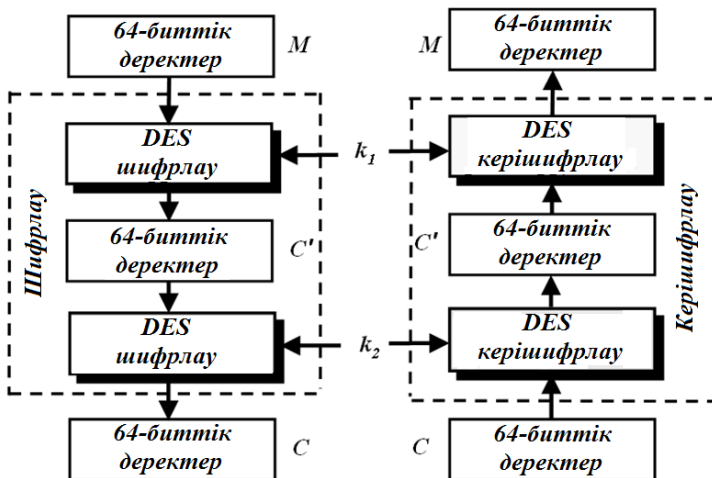 64-биттік
деректер
M
DES
шифрлау
64-биттік
деректер
C'
DES
шифрлау
64-биттік
деректер
C
Шифрлау
k1
k2
M
64-биттік
деректер
DES
керішифрлау
C'
64-биттік
деректер
DES
керішифрлау
C
64-биттік
деректер
Керішифрлау